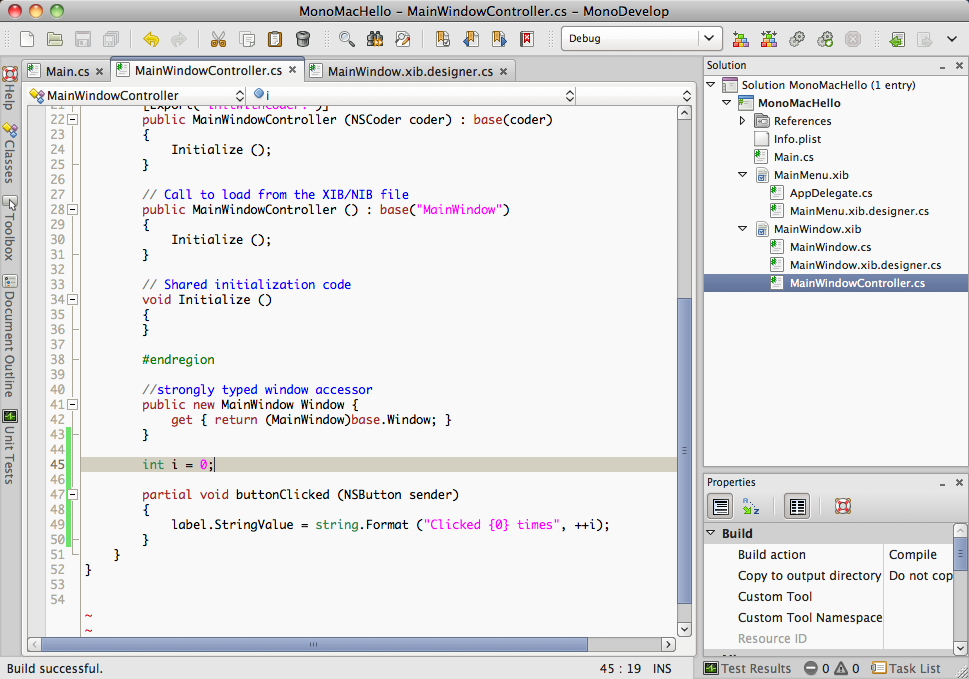 MonoMacHello – MainWindowController.cs – MonoDevelop
Debug
Main.cs
MainWindowController.cs
MainWindow.xib.designer.cs
MainWindowController
i
Help
Classes
Toolbox
Document Outline
Unit Tests
21 [Export("initWithCoder:")]
22 public MainWindowController (NSCoder coder) : base(coder)
23 {
24 Initialize ();
25 }
26
27 // Call to load from the XIB/NIB file
28 public MainWindowController () : base("MainWindow")
29 {
30 Initialize ();
31 }
32
33 // Shared initialization code
34 void Initialize ()
35 {
36 }
37
38 #endregion
39
40 //strongly typed window accessor
41 public new MainWindow Window {
42 get { return (MainWindow)base.Window; }
43 }
44
45 int i = 0;
46
47 partial void buttonClicked (NSButton sender)
48 {
49 label.StringValue = string.Format ("Clicked {0} times", ++i);
50 }
51 }
52 }
53
54
~
~
Solution
Solution MonoMacHello (1 entry)
MonoMacHello
References
Info.plist
Main.cs
MainMenu.xib
AppDelegate.cs
MainMenu.xib.designer.cs
MainWindow.xib
MainWindow.cs
MainWindow.xib.designer.cs
MainWindowController.cs
Properties
Build
Build action Compile
Copy to output directory Do not cop
Custom Tool
Custom Tool Namespace
Resource ID
Build successful.
45 : 19 INS
Test Results 0 0 Task List